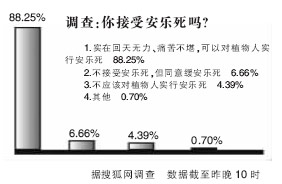 88.25%
调查：你接受安乐死吗？
1.实在回天无力、痛苦不堪，可以对植物人实
行安乐死 88.25%
2.不接受安乐死，但同意缓安乐死 6.66%
3.不应该对植物人实行安乐死 4.39%
4.其他 0.70%
6.66%
4.39%
0.70%
据搜狐网调查 数据截至昨晚 10 时